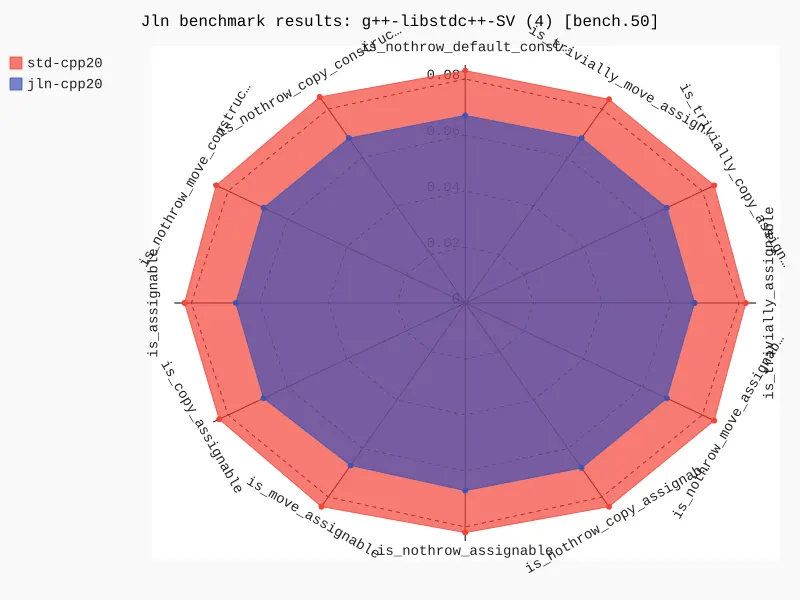 Jln benchmark results: g++-libstdc++-SV (4) [bench.50]
std-cpp20
jln-cpp20
is_nothrow_default_constr…
is_trivially_move_assign…
is_trivially_copy_assign…
is_trivially_assignable
is_nothrow_move_assignab…
is_nothrow_copy_assignab…
is_nothrow_assignable
is_move_assignable
is_copy_assignable
is_assignable
is_nothrow_move_construc…
is_nothrow_copy_construc…
0.08
0.06
0.04
0.02
0